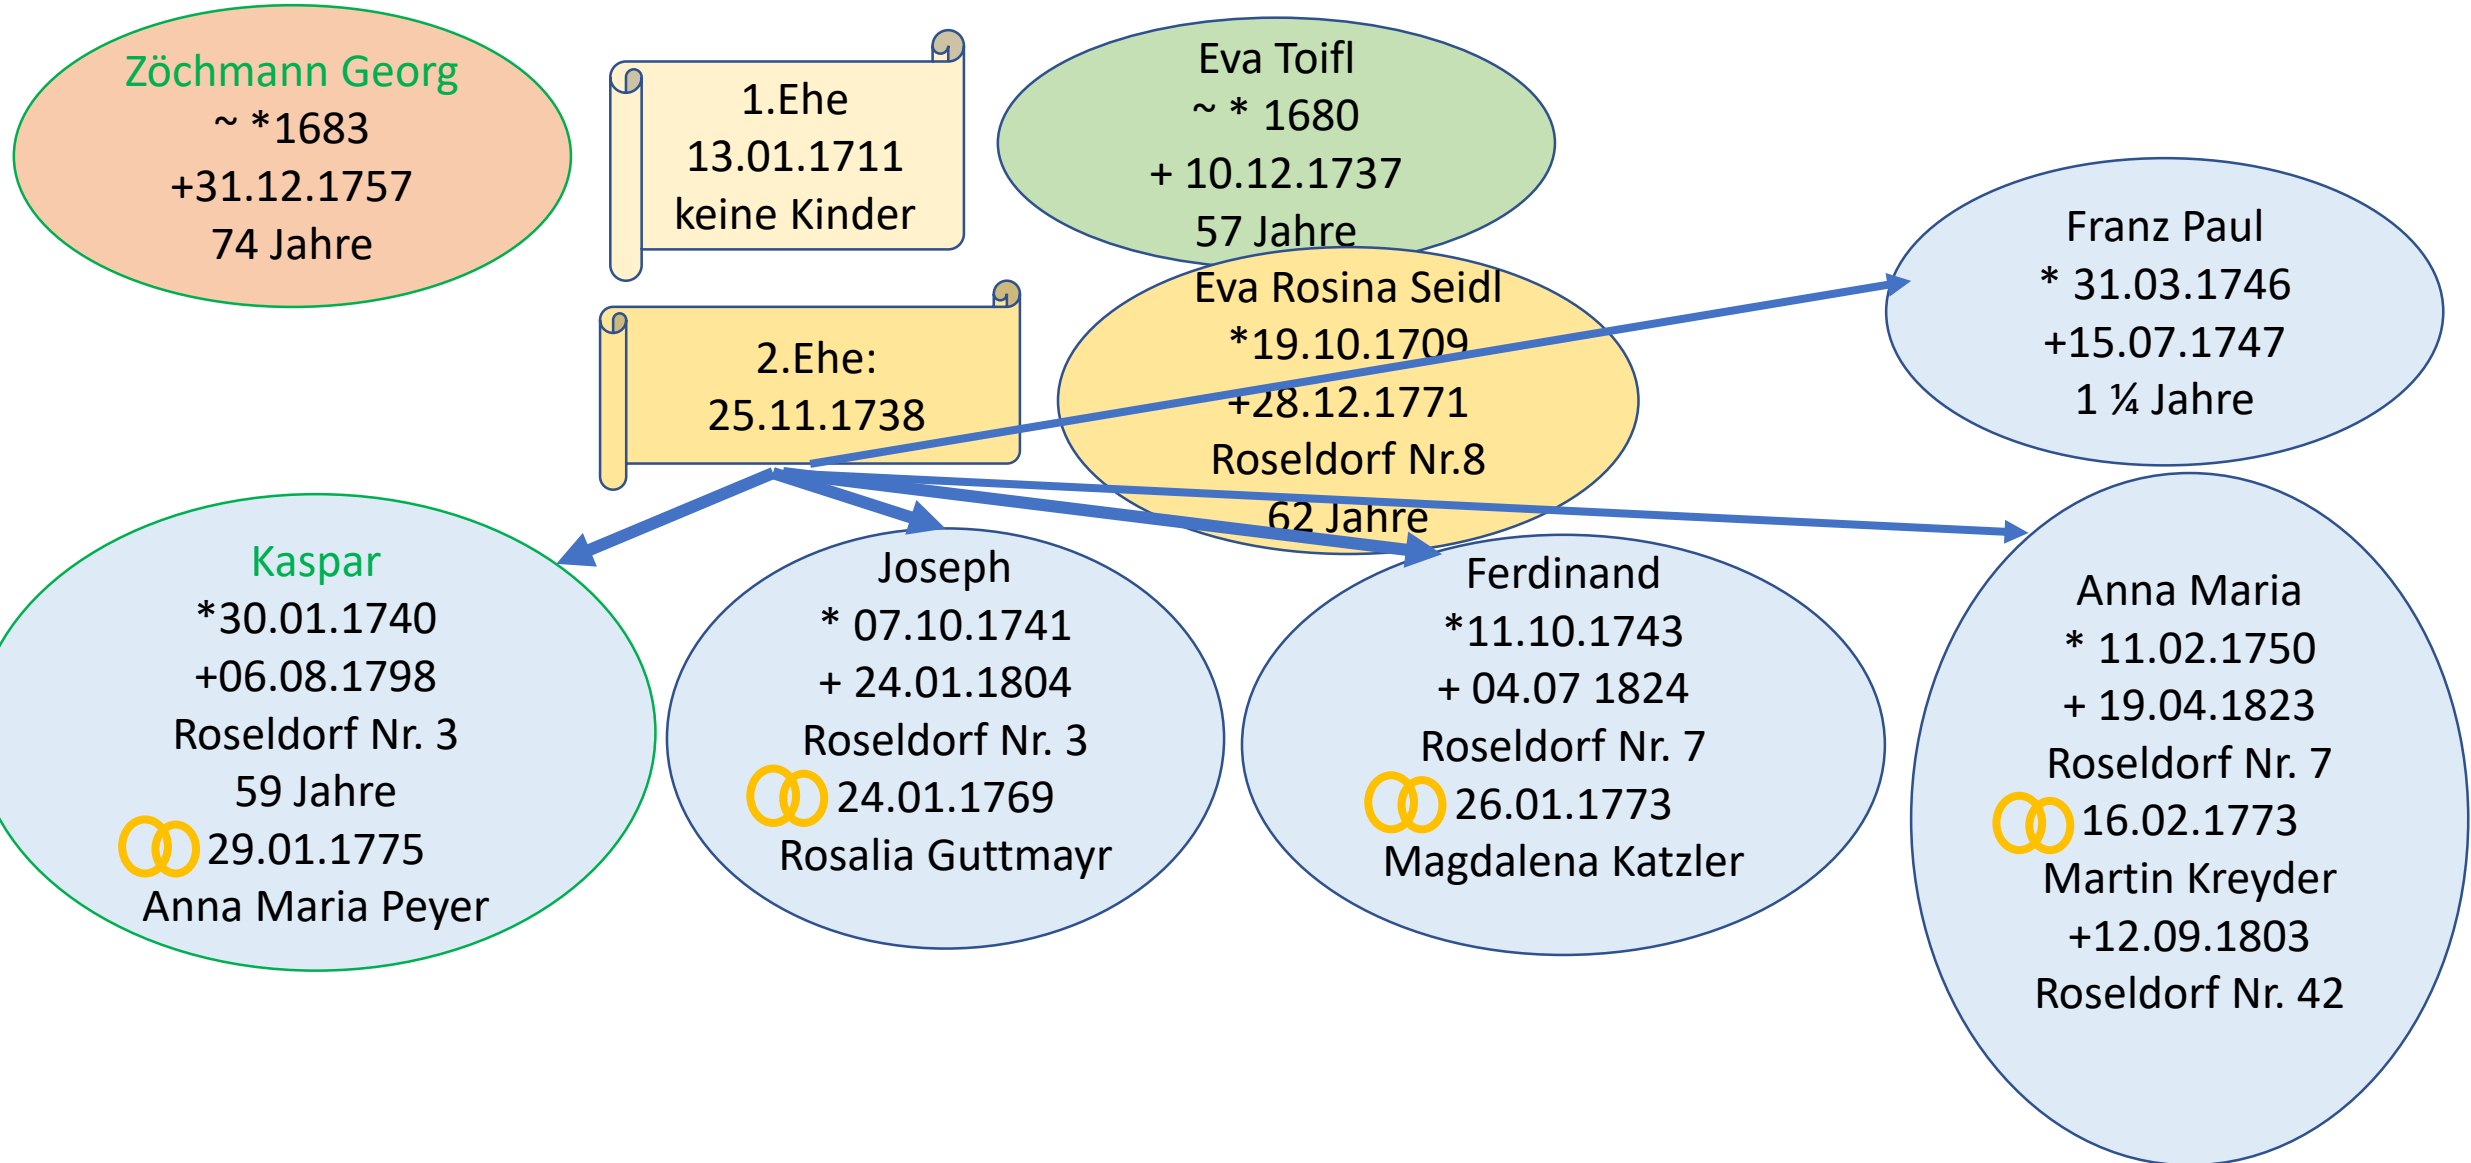 Zöchmann Georg
~ *1683
+31.12.1757
74 Jahre
1.Ehe
13.01.1711
keine Kinder
Eva Toifl
~ * 1680
+ 10.12.1737
57 Jahre
Franz Paul
* 31.03.1746
+15.07.1747
1 ¼ Jahre
2.Ehe:
25.11.1738
Eva Rosina Seidl
*19.10.1709
+28.12.1771
Roseldorf Nr.8
62 Jahre
Kaspar
*30.01.1740
+06.08.1798
Roseldorf Nr. 3
59 Jahre
29.01.1775
Anna Maria Peyer
Joseph
* 07.10.1741
+ 24.01.1804
Roseldorf Nr. 3
24.01.1769
Rosalia Guttmayr
Ferdinand
*11.10.1743
+ 04.07 1824
Roseldorf Nr. 7
26.01.1773
Magdalena Katzler
Anna Maria
* 11.02.1750
+ 19.04.1823
Roseldorf Nr. 7
16.02.1773
Martin Kreyder
+12.09.1803
Roseldorf Nr. 42